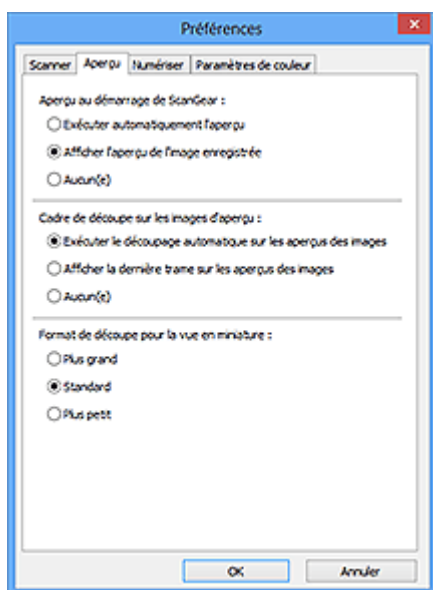 Préférences
Scanner Aperçu Numériser Paramètres de couleur
Aperçu au démarrage de ScanGear :
Exécuter automatiquement l'aperçu
Afficher l'aperçu de l'image enregistrée
Aucun(e)
Cadre de découpe sur les images d'aperçu :
Exécuter le découpage automatique sur les aperçus des images
Afficher la dernière trame sur les aperçus des images
Aucun(e)
Format de découpe pour la vue en miniature :
Plus grand
Standard
Plus petit
OK Annuler